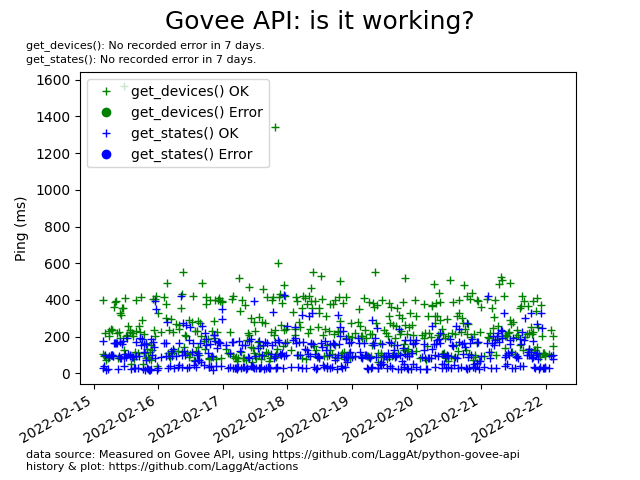 Govee API: is it working?
get_devices(): No recorded error in 7 days.
get_states(): No recorded error in 7 days.
get_devices() OK
get_devices() Error
get_states() OK
get_states() Error
Ping (ms)
1600
1400
1200
1000
800
600
400
200
0
2022-02-15
2022-02-16
2022-02-17
2022-02-18
2022-02-19
2022-02-20
2022-02-21
2022-02-22
data source: Measured on Govee API, using https://github.com/LaggAt/python-govee-api
history & plot: https://github.com/LaggAt/actions